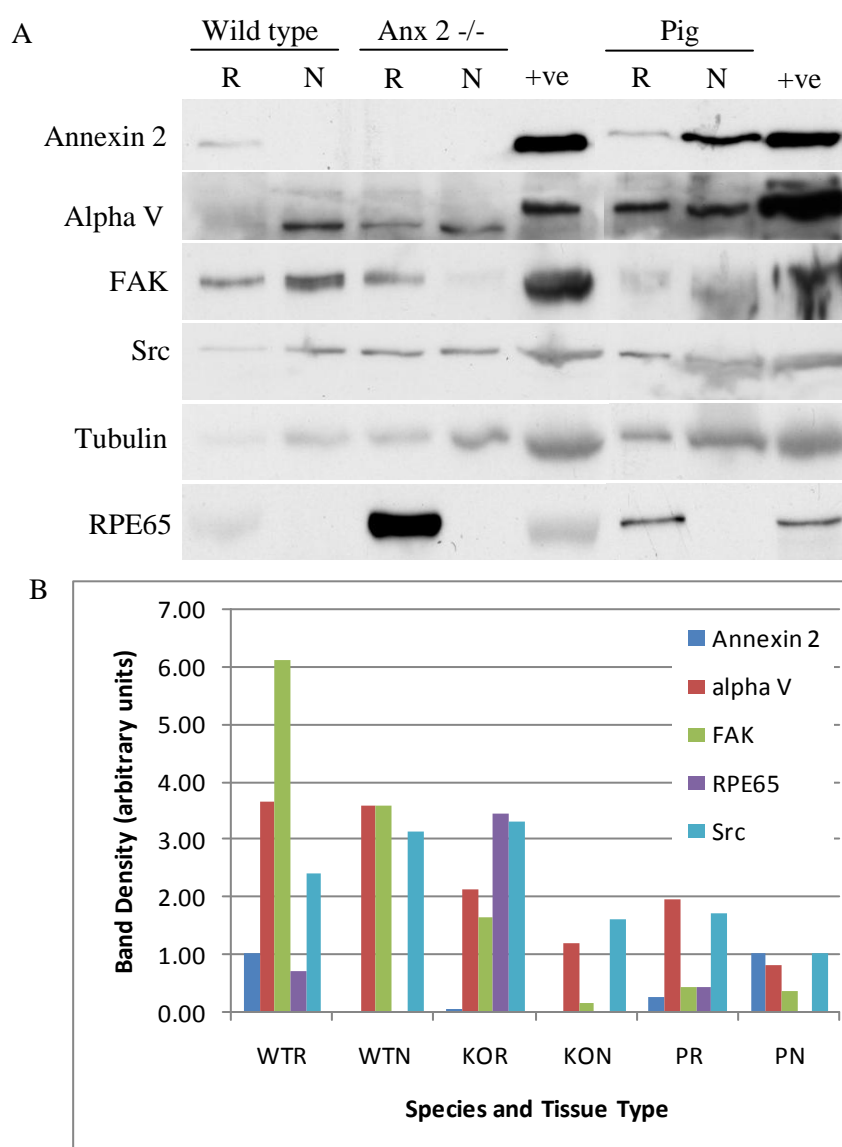 A
Wild type Anx 2 -/- Pig
R N R N +ve R N +ve
Annexin 2
Alpha V
FAK
Src
Tubulin
RPE65
B
7.00
6.00
5.00
4.00
3.00
2.00
1.00
0.00
Band Density (arbitrary units)
Annexin 2
alpha V
FAK
RPE65
Src
WTR WTN KOR KON PR PN
Species and Tissue Type